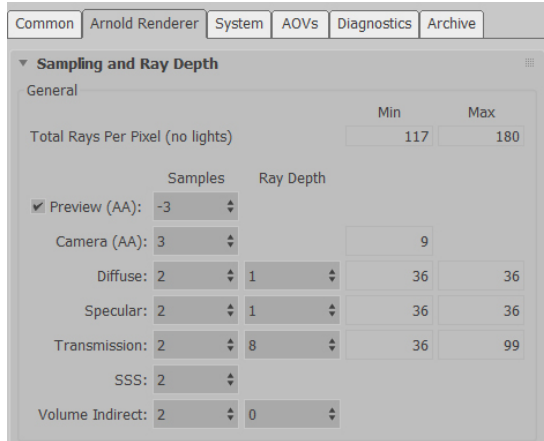 Common Arnold Renderer System AOVs Diagnostics Archive
Sampling and Ray Depth
General
Min Max
Total Rays Per Pixel (no lights) 117 180
Samples Ray Depth
Preview (AA): -3
Camera (AA): 3 9
Diffuse: 2 1 36 36
Specular: 2 1 36 36
Transmission: 2 8 36 99
SSS: 2
Volume Indirect: 2 0